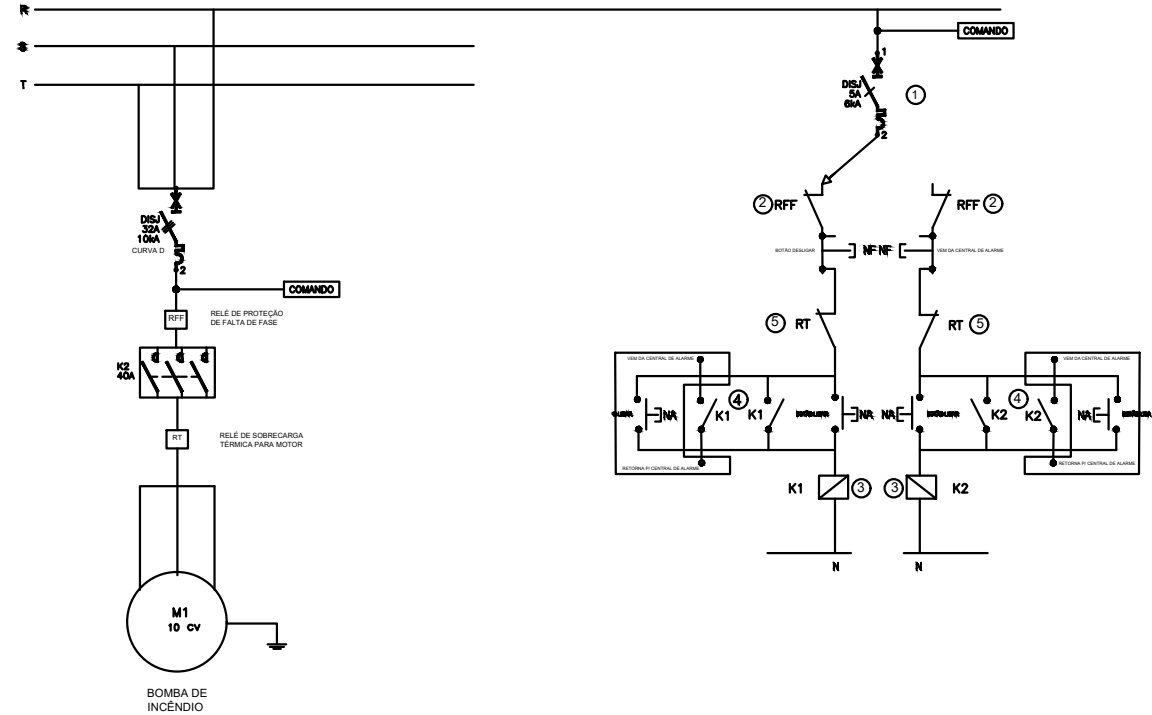 R
S
T
DISJ
32A
10kA
CURVA D
2
COMANDO
RFF
RELÉ DE PROTEÇÃO
DE FALTA DE FASE
K2
40A
RT
RELÉ DE SOBRECARGA
TÉRMICA PARA MOTOR
M1
10 CV
BOMBA DE
INCÊNDIO
COMANDO
1
DISJ
5A
6kA
1
2
2 RFF
RFF 2
BOTÃO DESLIGAR
NF NF
VEM DA CENTRAL DE ALARME
5 RT
RT 5
VEM DA CENTRAL DE ALARME
VEM DA CENTRAL DE ALARME
NA
K1
4
K1
NA
NA
K2
4
K2
NA
RETORNA P/ CENTRAL DE ALARME
RETORNA P/ CENTRAL DE ALARME
K1
3
3
K2
N
N